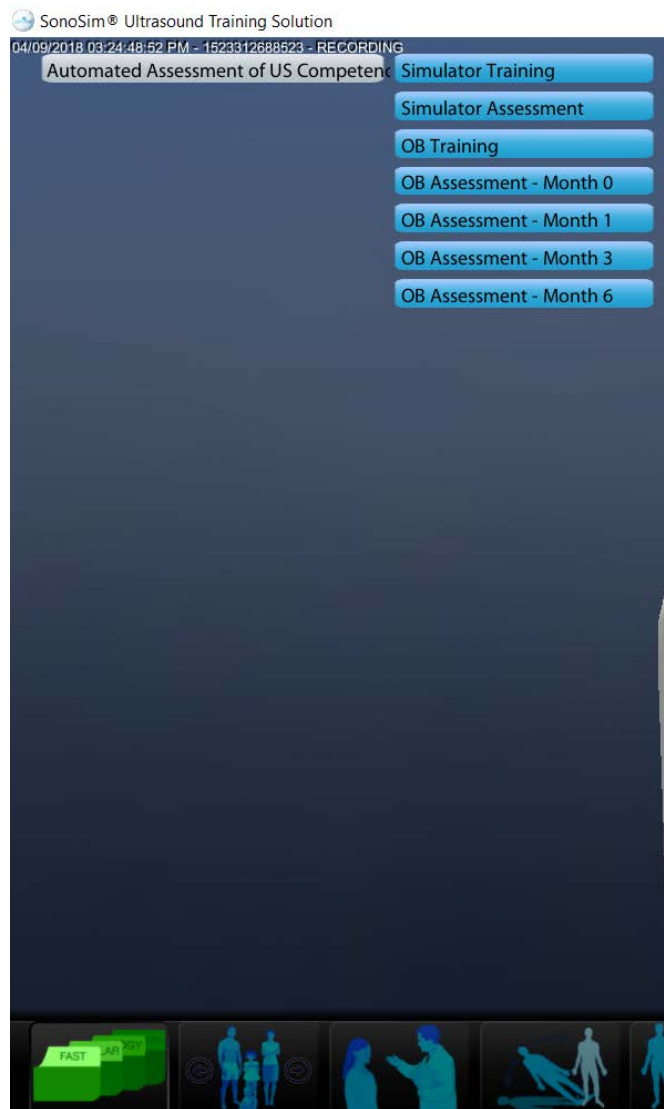 SonoSim® Ultrasound Training Solution
04/09/2018 03:24:48:52 PM - 1523312688523 - RECORDING
Automated Assessment of US Competenc
Simulator Training
Simulator Assessment
OB Training
OB Assessment - Month 0
OB Assessment - Month 1
OB Assessment - Month 3
OB Assessment - Month 6
FAST